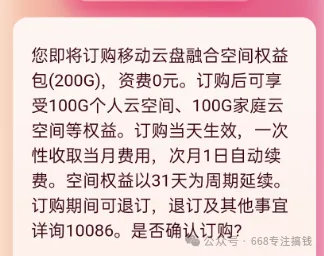 您即将订购移动云盘融合空间权益
包(200G)，资费0元。订购后可享
受100G个人云空间、100G家庭云
空间等权益。订购当天生效，一次
性收取当月费用，次月1日自动续
费。空间权益以31天为周期延续。
订购期间可退订，退订及其他事宜
详询10086。是否确认订购?
公众号 · 668专注搞钱